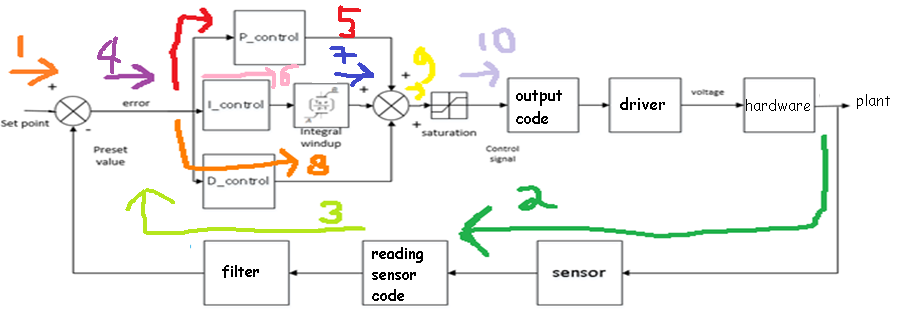 1
+
Set point
-
Preset
value
4
error
5
P_control
6
I_control
7
+
Integral
windup
8
D_control
+
9
+
10
saturation
Control
signal
output
code
driver
voltage
hardware
plant
2
3
filter
reading
sensor
code
sensor